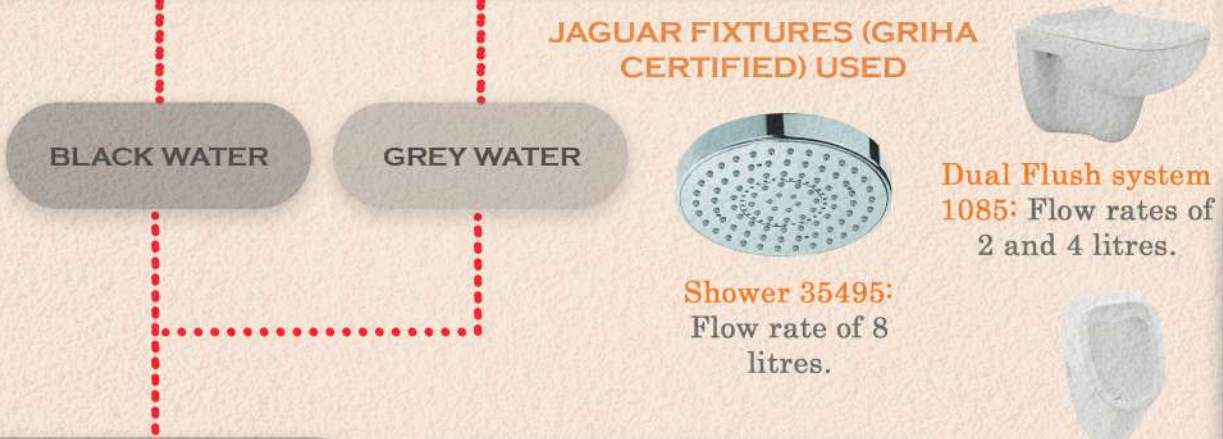 JAGUAR FIXTURES (GRIHA
CERTIFIED) USED
BLACK WATER
GREY WATER
Dual Flush system
1085: Flow rates of
2 and 4 litres.
Shower 35495:
Flow rate of 8
litres.